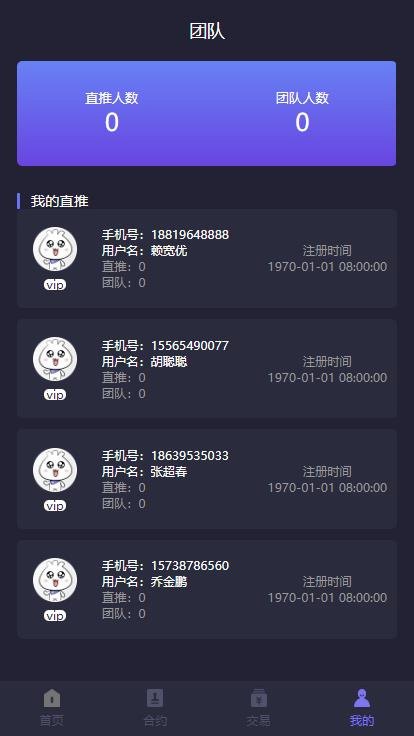 团队
直推人数 团队人数
0 0
我的直推
手机号：18819648888
用户名：赖宽优 注册时间
直推：0 1970-01-01 08:00:00
vip 团队：0
手机号：15565490077
用户名：胡聪聪 注册时间
直推：0 1970-01-01 08:00:00
vip 团队：0
手机号：18639535033
用户名：张超春 注册时间
直推：0 1970-01-01 08:00:00
vip 团队：0
手机号：15738786560
用户名：乔金鹏 注册时间
直推：0 1970-01-01 08:00:00
vip 团队：0
首页 合约 交易 我的